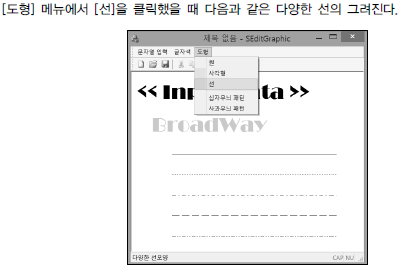 [도형] 메뉴에서 [선]을 클릭했을 때 다음과 같은 다양한 선의 그려진다.
제목 없음 - SEditGraphic
문자열 입력 글자색 도형
원
사각형
선
십자무늬 패턴
사과무늬 패턴
<< Inn ata >>
BroadWay
다양한 선모양 CAP NU